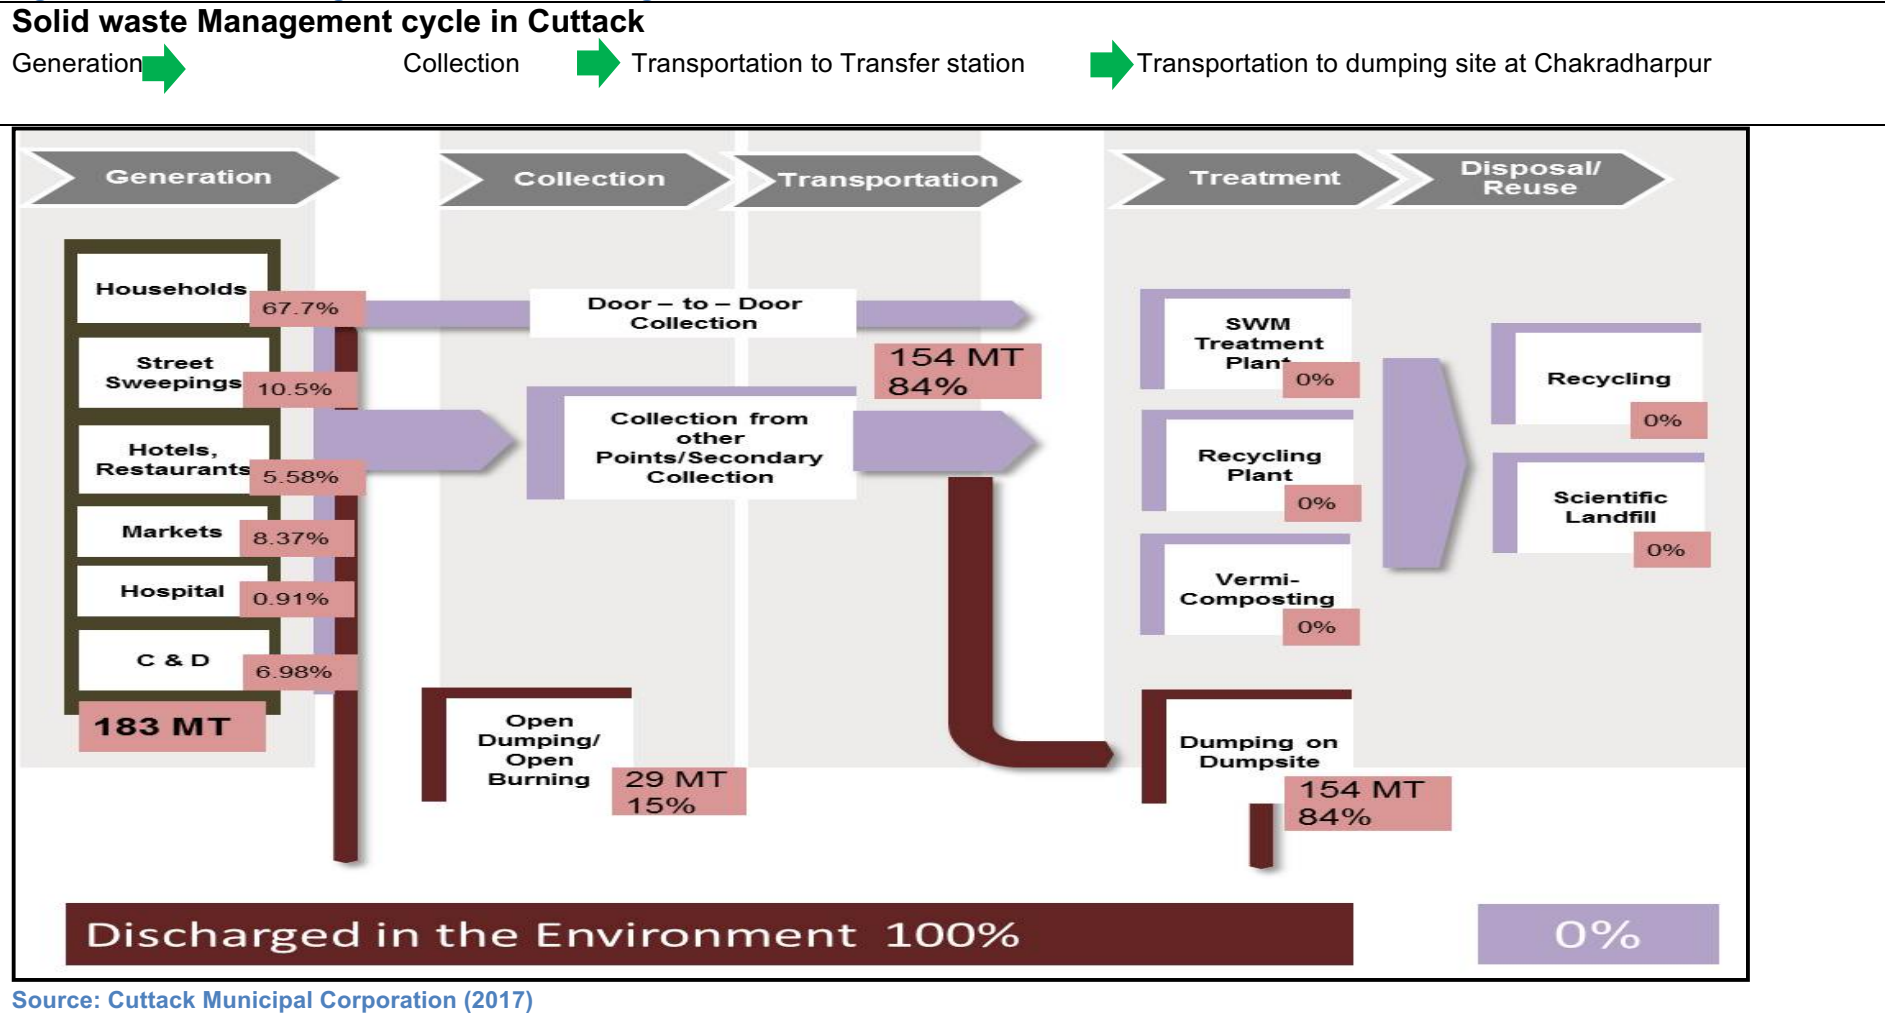 Solid waste Management cycle in Cuttack
Generation
Collection
Transportation to Transfer station
Transportation to dumping site at Chakradharpur
Generation
Collection
Transportation
Treatment
Disposal/
Reuse
Households
67.7%
Street
Sweepings
10.5%
Hotels,
Restaurants
5.58%
Markets
8.37%
Hospital
0.91%
C & D
6.98%
183 MT
Door – to – Door
Collection
154 MT
84%
Collection from
other
Points/Secondary
Collection
Open
Dumping/
Open
Burning
29 MT
15%
SWM
Treatment
Plant
0%
Recycling
Plant
0%
Vermi-
Composting
0%
Dumping on
Dumpsite
154 MT
84%
Recycling
0%
Scientific
Landfill
0%
Discharged in the Environment 100%
0%
Source: Cuttack Municipal Corporation (2017)